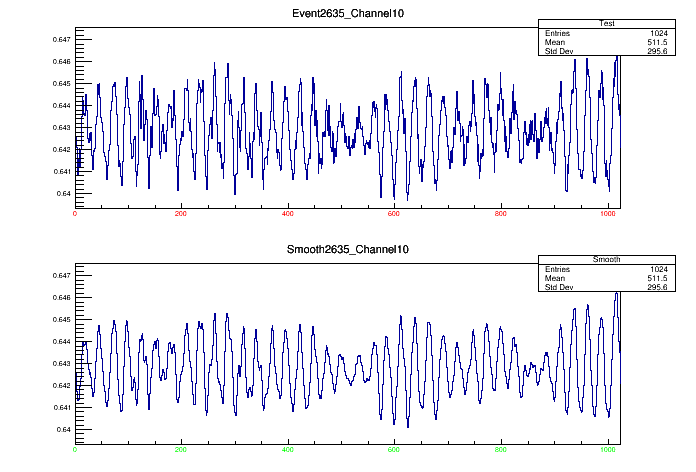 Event2635_Channel10
Test
Entries 1024
Mean 511.5
Std Dev 295.6
0.647
0.646
0.645
0.644
0.643
0.642
0.641
0.64
0 200 400 600 800 1000
Smooth2635_Channel10
Smooth
Entries 1024
Mean 511.5
Std Dev 295.6
0.647
0.646
0.645
0.644
0.643
0.642
0.641
0.64
0 200 400 600 800 1000